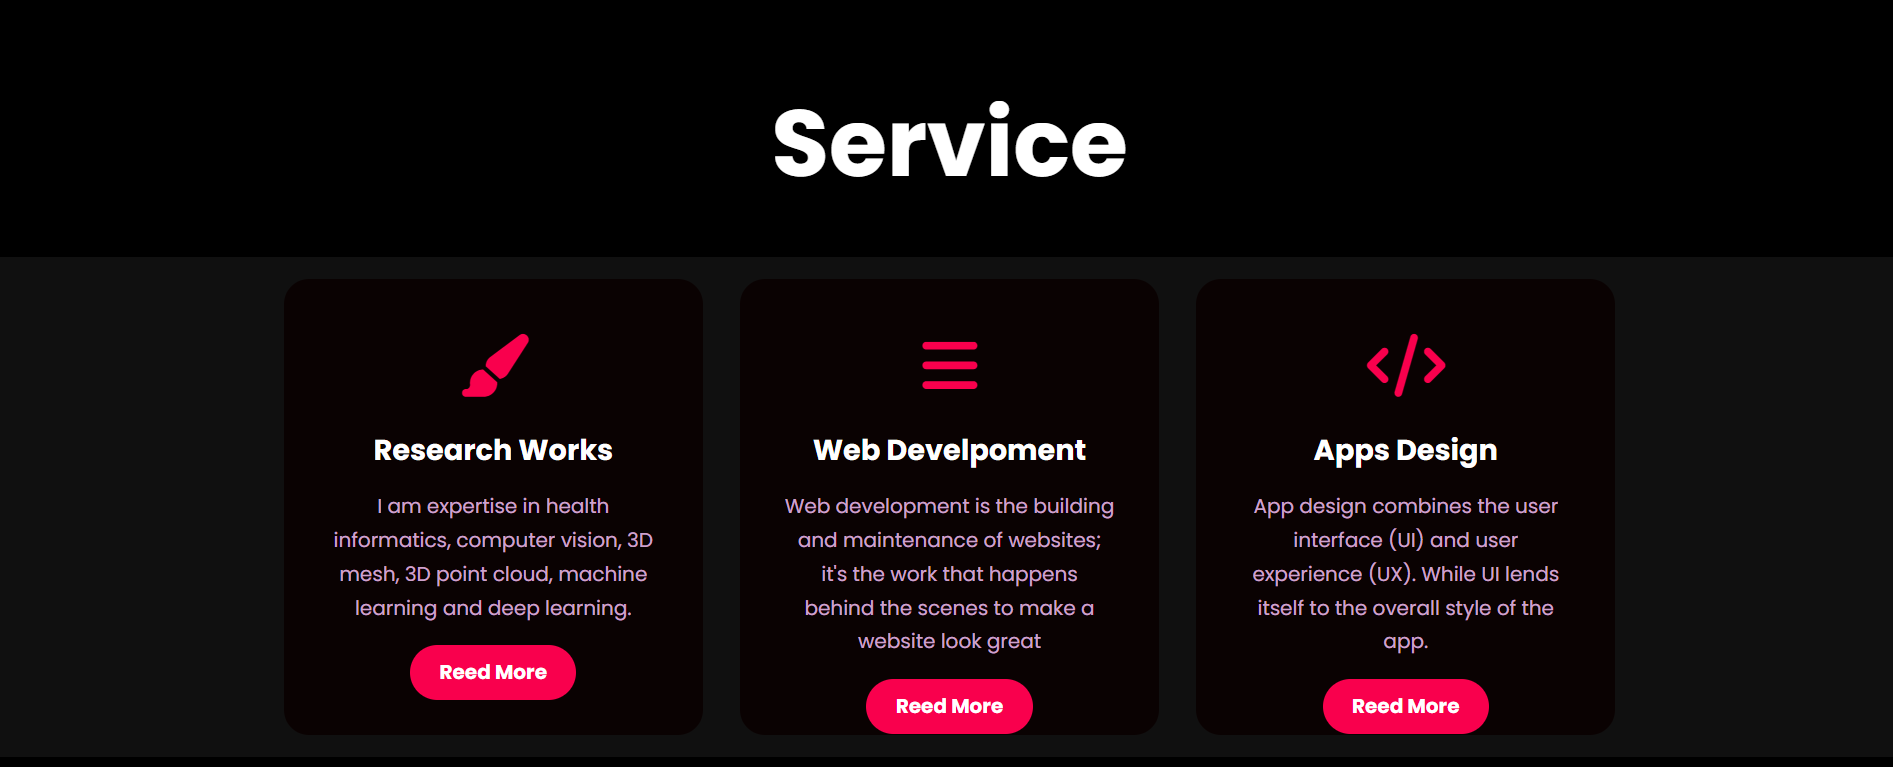 Service
Research Works
I am expertise in health
informatics, computer vision, 3D
mesh, 3D point cloud, machine
learning and deep learning.
Reed More
Web Develpoment
Web development is the building
and maintenance of websites;
it's the work that happens
behind the scenes to make a
website look great
Reed More
Apps Design
App design combines the user
interface (UI) and user
experience (UX). While UI lends
itself to the overall style of the
app.
Reed More